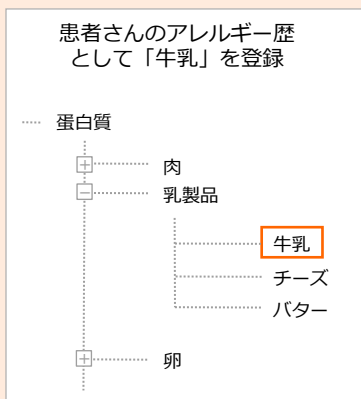 患者さんのアレルギー歴
として「牛乳」を登録
蛋白質
肉
乳製品
牛乳
チーズ
バター
卵